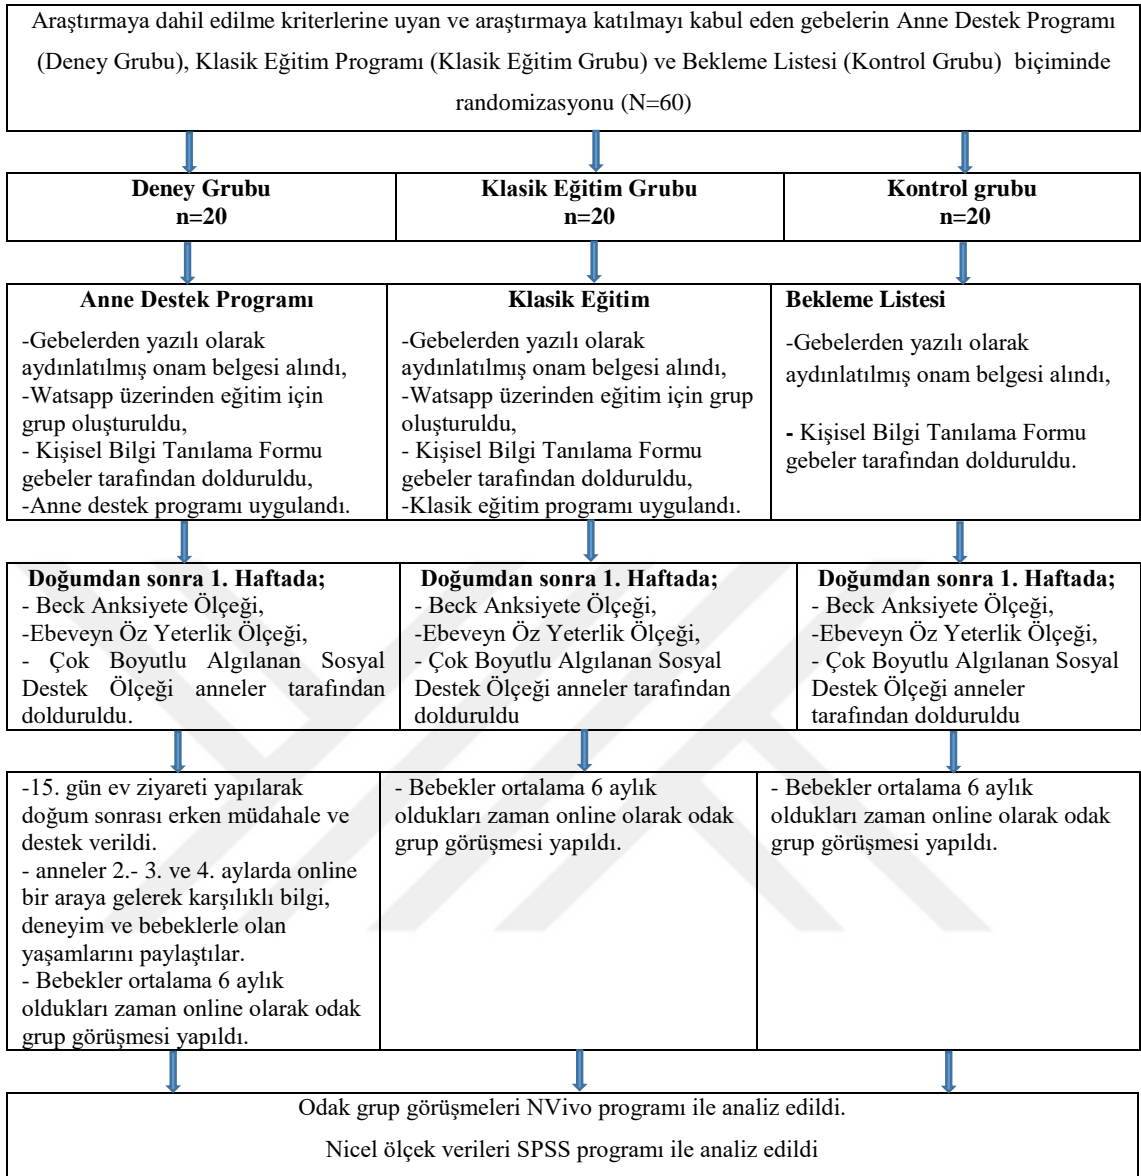 Araştırmaya dahil edilme kriterlerine uyan ve araştırmaya katılmayı kabul eden gebelerin Anne Destek Programı
(Deney Grubu), Klasik Eğitim Programı (Klasik Eğitim Grubu) ve Bekleme Listesi (Kontrol Grubu) biçiminde
randomizasyonu (N=60)
Deney Grubu
n=20
Klasik Eğitim Grubu
n=20
Kontrol grubu
n=20
Anne Destek Programı
-Gebelerden yazılı olarak
aydınlatılmış onam belgesi alındı,
-Watsapp üzerinden eğitim için
grup oluşturuldu,
- Kişisel Bilgi Tanılama Formu
gebeler tarafından dolduruldu,
-Anne destek programı uygulandı.
Klasik Eğitim
-Gebelerden yazılı olarak
aydınlatılmış onam belgesi alındı,
-Watsapp üzerinden eğitim için grup
oluşturuldu,
- Kişisel Bilgi Tanılama Formu
gebeler tarafından dolduruldu,
-Klasik eğitim programı uygulandı.
Bekleme Listesi
-Gebelerden yazılı olarak
aydınlatılmış onam belgesi alındı,
- Kişisel Bilgi Tanılama Formu
gebeler tarafından dolduruldu.
Doğumdan sonra 1. Haftada;
- Beck Anksiyete Ölçeği,
-Ebeveyn Öz Yeterlik Ölçeği,
- Çok Boyutlu Algılanan Sosyal
Destek Ölçeği anneler tarafından
dolduruldu.
Doğumdan sonra 1. Haftada;
- Beck Anksiyete Ölçeği,
-Ebeveyn Öz Yeterlik Ölçeği,
- Çok Boyutlu Algılanan Sosyal
Destek Ölçeği anneler tarafından
dolduruldu
Doğumdan sonra 1. Haftada;
- Beck Anksiyete Ölçeği,
-Ebeveyn Öz Yeterlik Ölçeği,
- Çok Boyutlu Algılanan Sosyal
Destek Ölçeği anneler
tarafından dolduruldu
-15. gün ev ziyareti yapılarak
doğum sonrası erken müdahale ve
destek verildi.
- anneler 2.- 3. ve 4. aylarda online
bir araya gelerek karşılıklı bilgi,
deneyim ve bebeklerle olan
yaşamlarını paylaştılar.
- Bebekler ortalama 6 aylık
oldukları zaman online olarak odak
grup görüşmesi yapıldı.
- Bebekler ortalama 6 aylık
oldukları zaman online olarak odak
grup görüşmesi yapıldı.
- Bebekler ortalama 6 aylık
oldukları zaman online olarak odak
grup görüşmesi yapıldı.
Odak grup görüşmeleri NVivo programı ile analiz edildi.
Nicel ölçek verileri SPSS programı ile analiz edildi